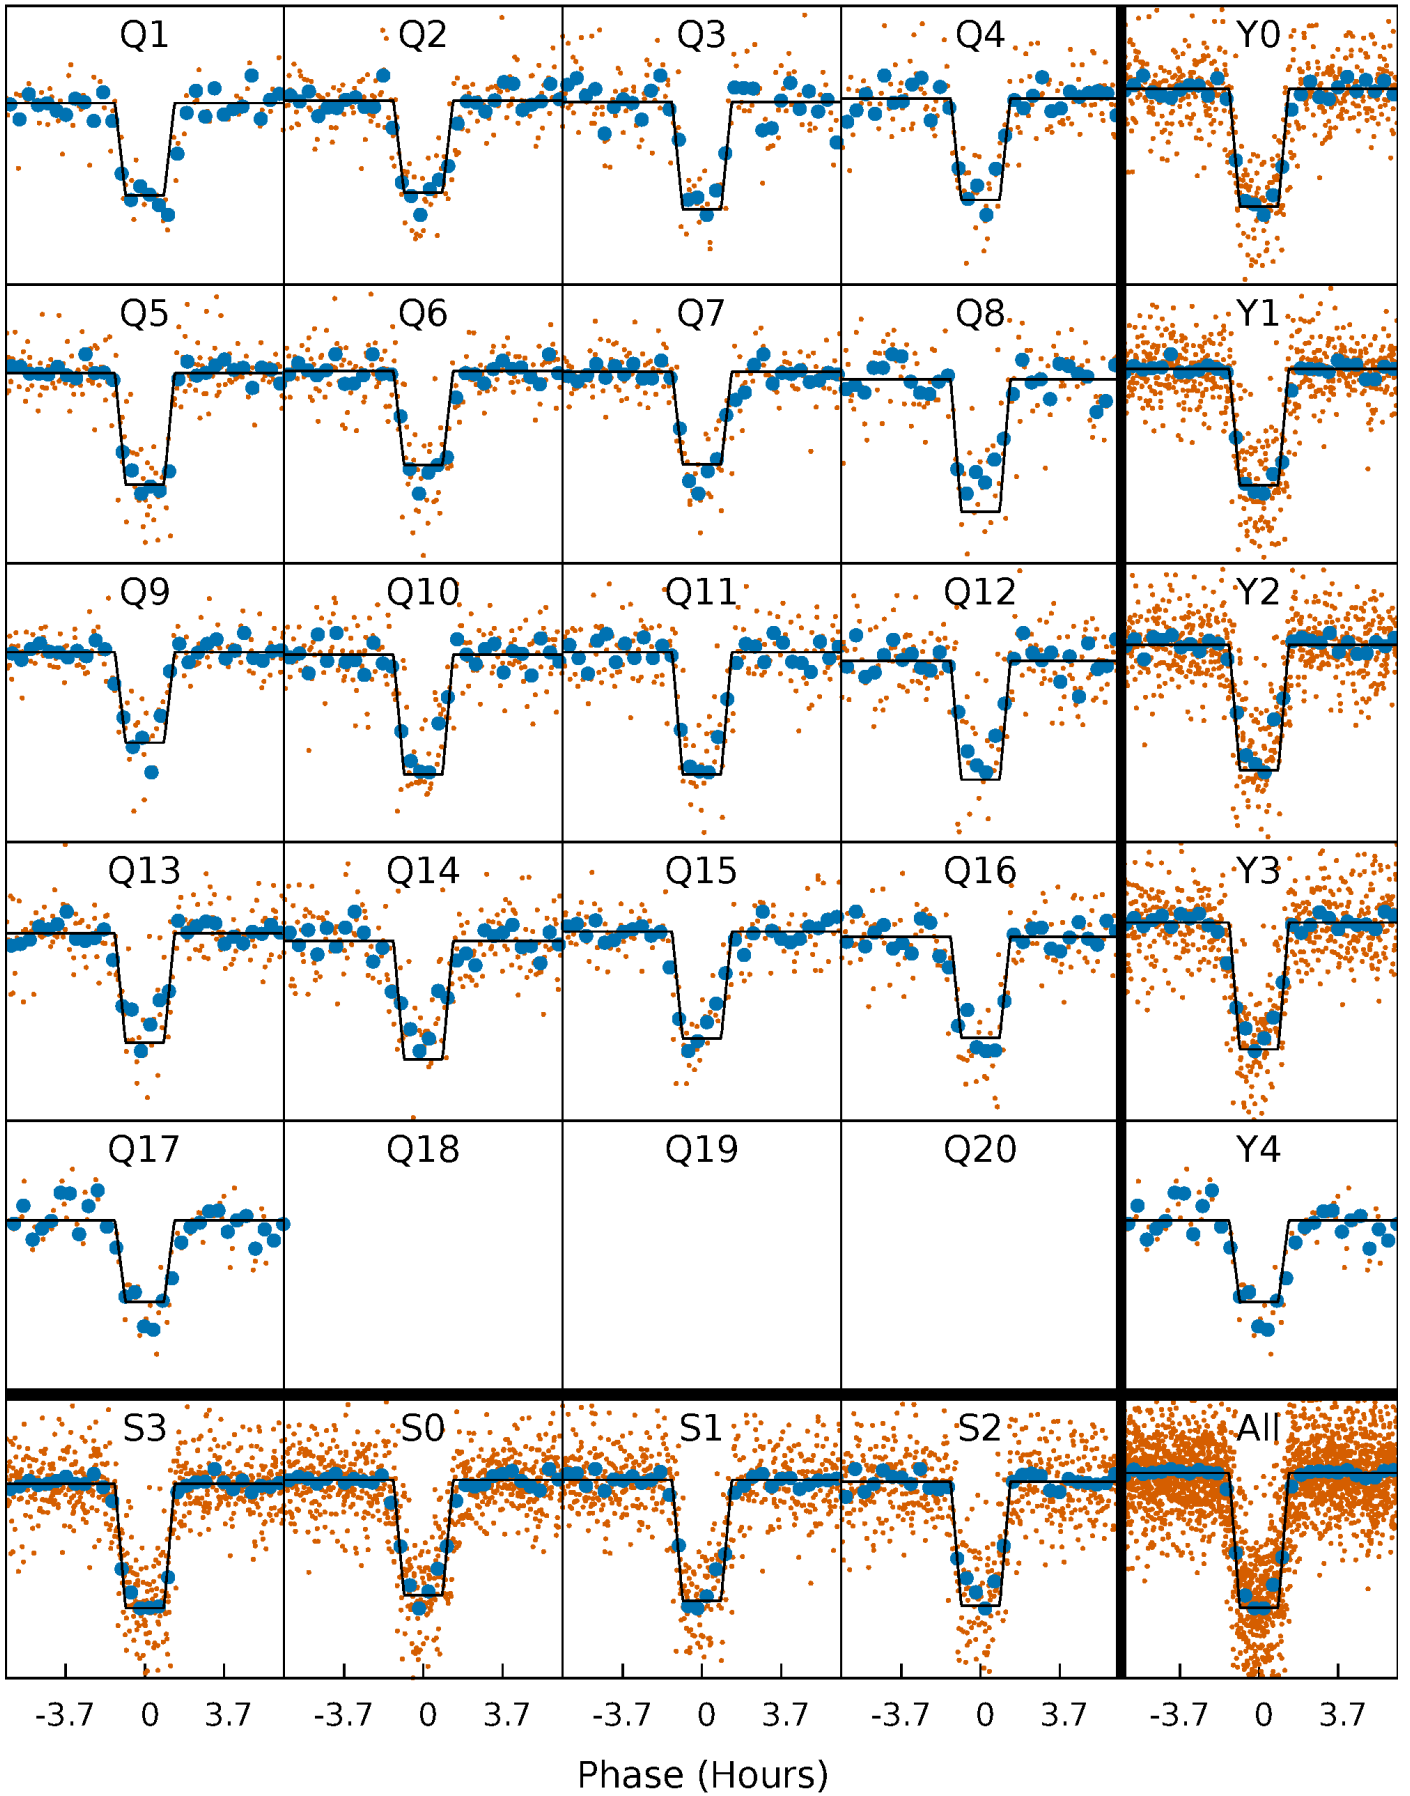 Q1 Q2 Q3 Q4 Y0
Q5 Q6 Q7 Q8 Y1
Q9 Q10 Q11 Q12 Y2
Q13 Q14 Q15 Q16 Y3
Q17 Q18 Q19 Q20 Y4
S3 S0 S1 S2 All
-3.7 0 3.7 -3.7 0 3.7 -3.7 0 3.7 -3.7 0 3.7 -3.7 0 3.7
Phase (Hours)